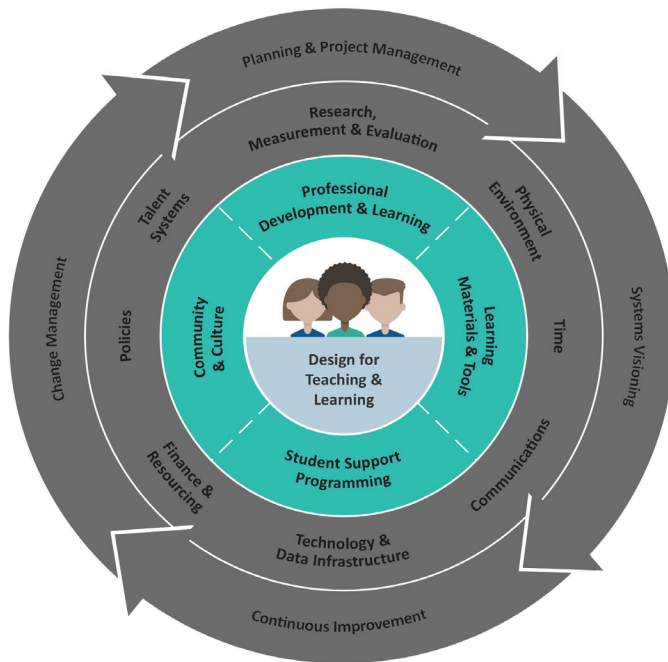 Planning & Project Management
Research,
Measurement & Evaluation
Professional
Development & Learning
Talent
Systems
Physical
Environment
Change Management
Policies
Community
& Culture
Design for
Teaching &
Learning
Learning
Materials & Tools
Time
Systems Visioning
Finance &
Resourcing
Student Support
Programming
Communications
Technology &
Data Infrastructure
Continuous Improvement